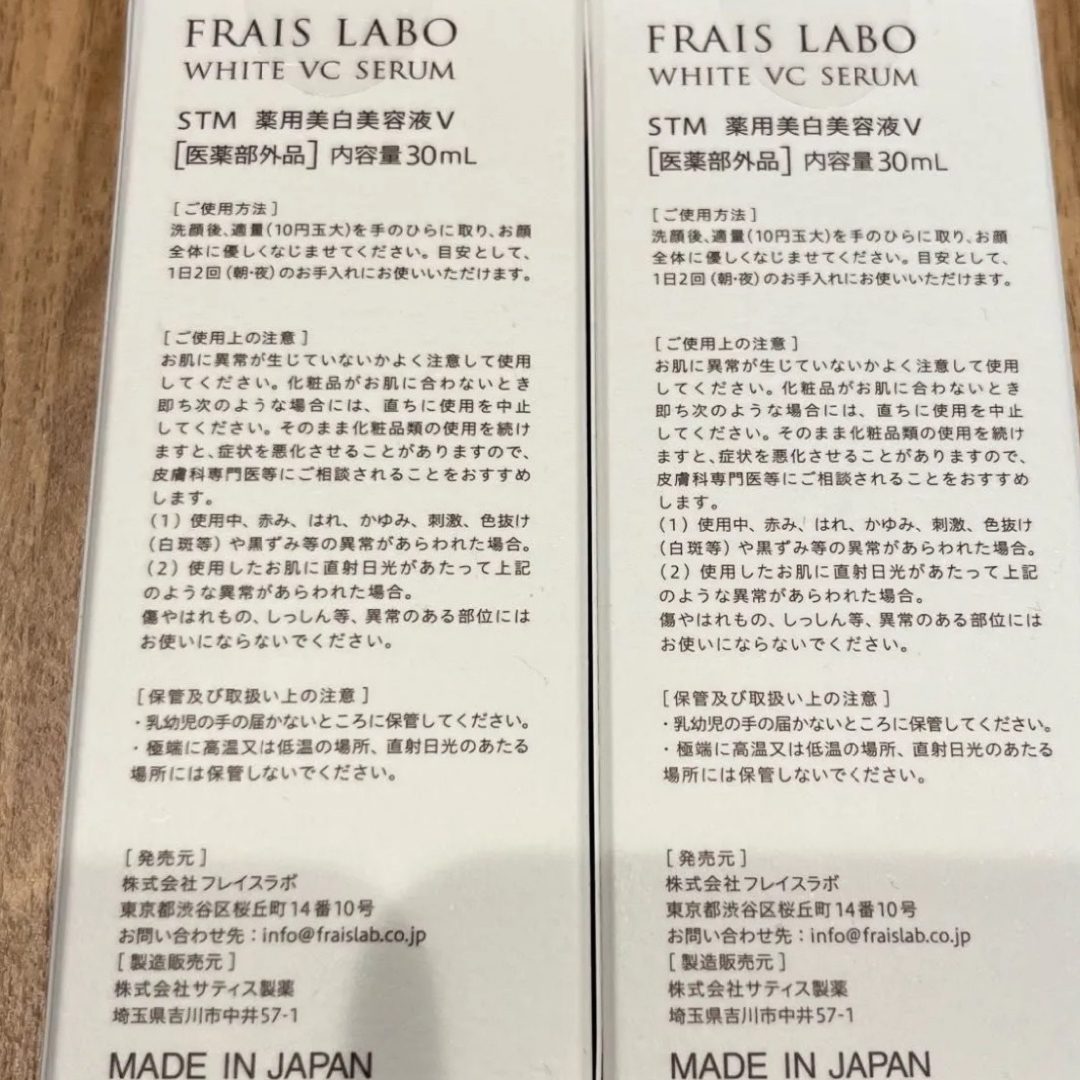 FRAIS LABO
WHITE VC SERUM
STM 薬用美白美容液V
[医薬部外品] 内容量30mL
[ご使用方法]
洗顔後、適量(10円玉大)を手のひらに取り、お顔
全体に優しくなじませてください。目安として、
1日2回(朝・夜)のお手入れにお使いいただけます。
[ご使用上の注意]
お肌に異常が生じていないかよく注意して使用
してください。化粧品がお肌に合わないとき
即ち次のような場合には、直ちに使用を中止
してください。そのまま化粧品類の使用を続け
ますと、症状を悪化させることがありますので、
皮膚科専門医等にご相談されることをおすすめ
します。
(1) 使用中、赤み、はれ、かゆみ、刺激、色抜け
(白斑等)や黒ずみ等の異常があらわれた場合。
(2) 使用したお肌に直射日光があたって上記
のような異常があらわれた場合。
傷やはれもの、しっしん等、異常のある部位には
お使いにならないでください。
[保管及び取扱い上の注意]
・乳幼児の手の届かないところに保管してください。
・極端に高温又は低温の場所、直射日光のあたる
場所には保管しないでください。
[発売元]
株式会社フレイスラボ
東京都渋谷区桜丘町14番10号
お問い合わせ先:info@fraislab.co.jp
[製造販売元]
株式会社サティス製薬
埼玉県吉川市中井57-1
MADE IN JAPAN
FRAIS LABO
WHITE VC SERUM
STM 薬用美白美容液V
[医薬部外品] 内容量30mL
[ご使用方法]
洗顔後、適量(10円玉大)を手のひらに取り、お顔
全体に優しくなじませてください。目安として、
1日2回(朝・夜)のお手入れにお使いいただけます。
[ご使用上の注意]
お肌に異常が生じていないかよく注意して使用
してください。化粧品がお肌に合わないとき
即ち次のような場合には、直ちに使用を中止
してください。そのまま化粧品類の使用を続け
ますと、症状を悪化させることがありますので、
皮膚科専門医等にご相談されることをおすすめ
します。
(1) 使用中、赤み、はれ、かゆみ、刺激、色抜け
(白斑等)や黒ずみ等の異常があらわれた場合。
(2) 使用したお肌に直射日光があたって上記
のような異常があらわれた場合。
傷やはれもの、しっしん等、異常のある部位には
お使いにならないでください。
[保管及び取扱い上の注意]
・乳幼児の手の届かないところに保管してください。
・極端に高温又は低温の場所、直射日光のあたる
場所には保管しないでください。
[発売元]
株式会社フレイスラボ
東京都渋谷区桜丘町14番10号
お問い合わせ先:info@fraislab.co.jp
[製造販売元]
株式会社サティス製薬
埼玉県吉川市中井57-1
MADE IN JAPAN